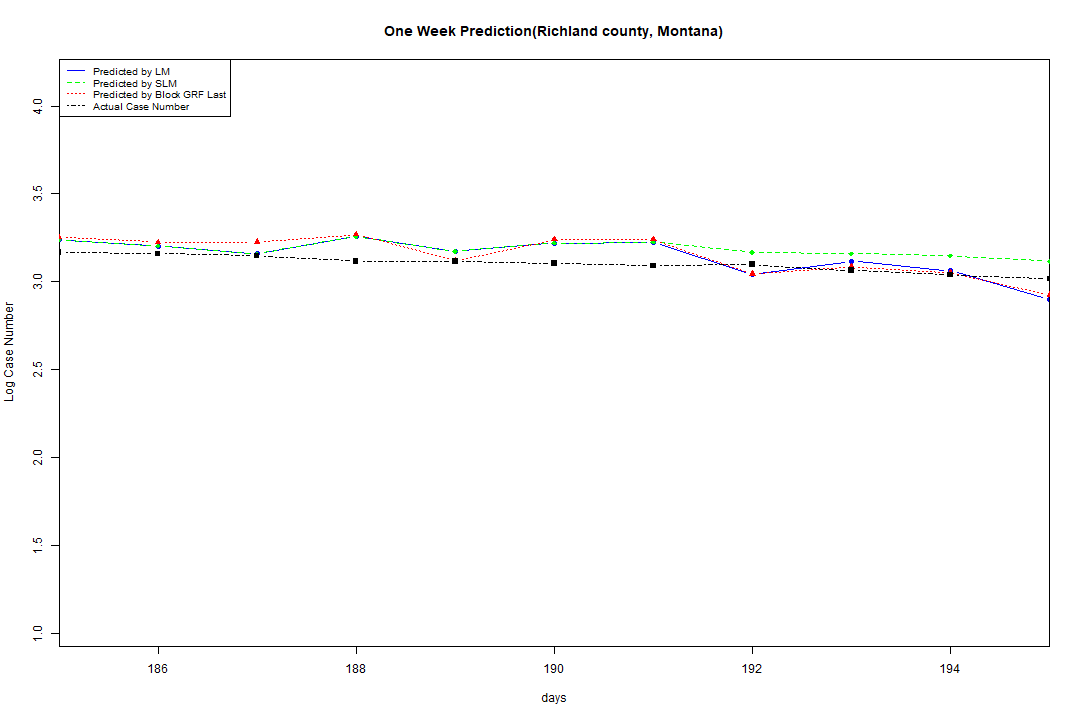 One Week Prediction(Richland county, Montana)
Predicted by LM
Predicted by SLM
Predicted by Block GRF Last
Actual Case Number
4.0
3.5
3.0
2.5
2.0
1.5
1.0
Log Case Number
186 188 190 192 194
days